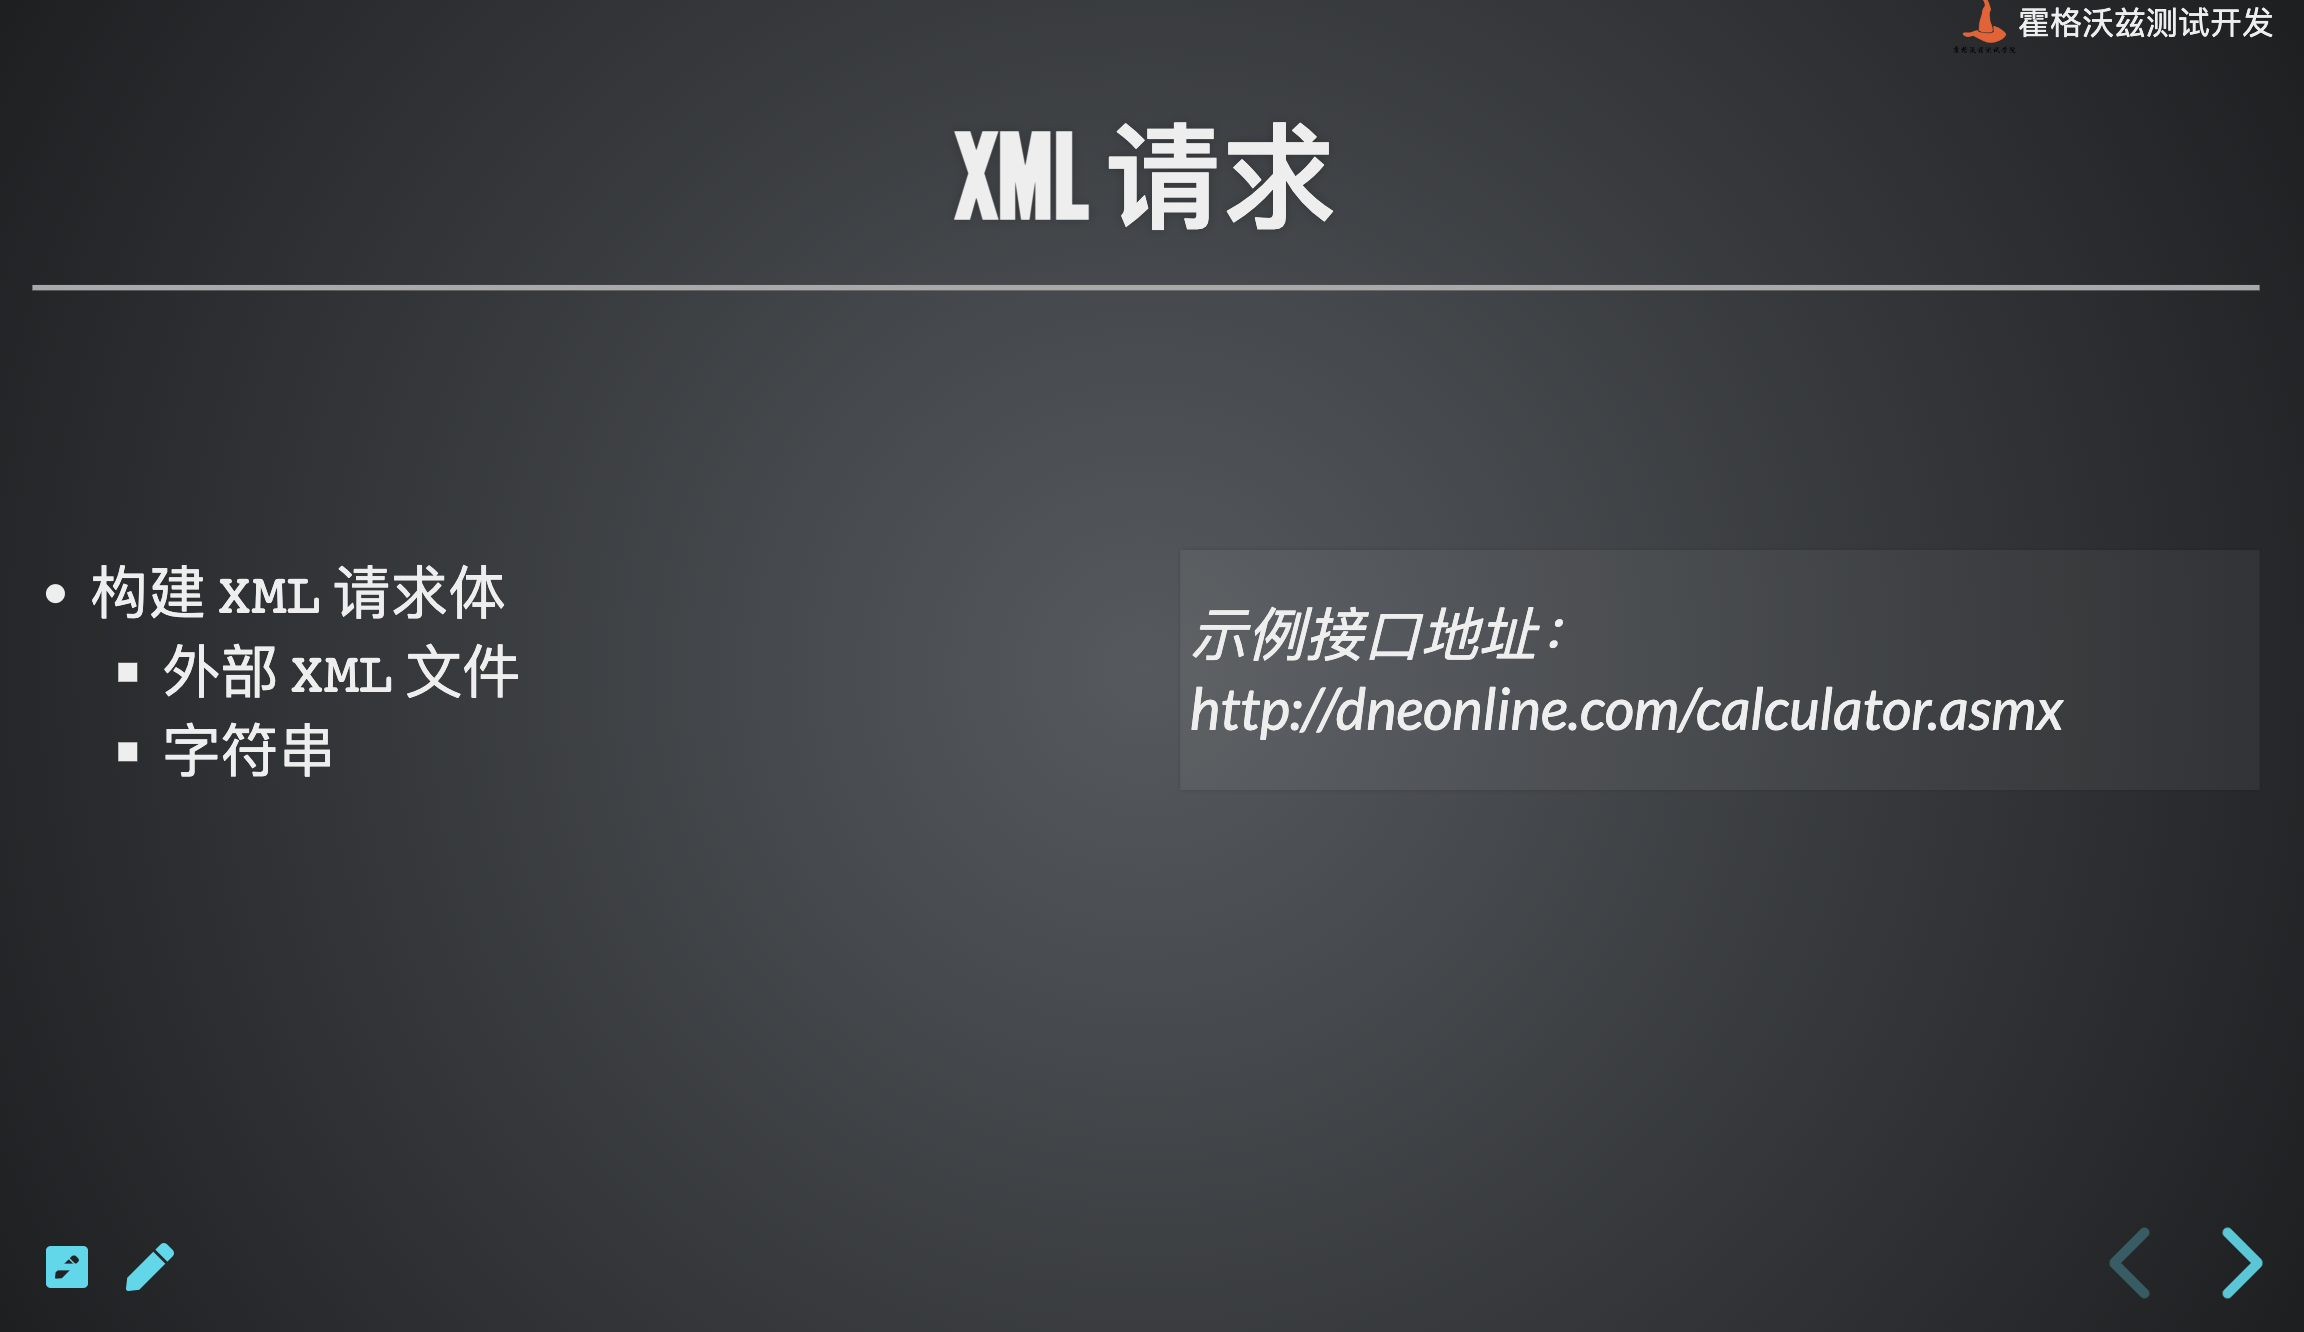 霍格沃兹测试开发
XML 请求
构建 XML 请求体
外部 XML 文件
字符串
示例接口地址：
http://dneonline.com/calculator.asmx